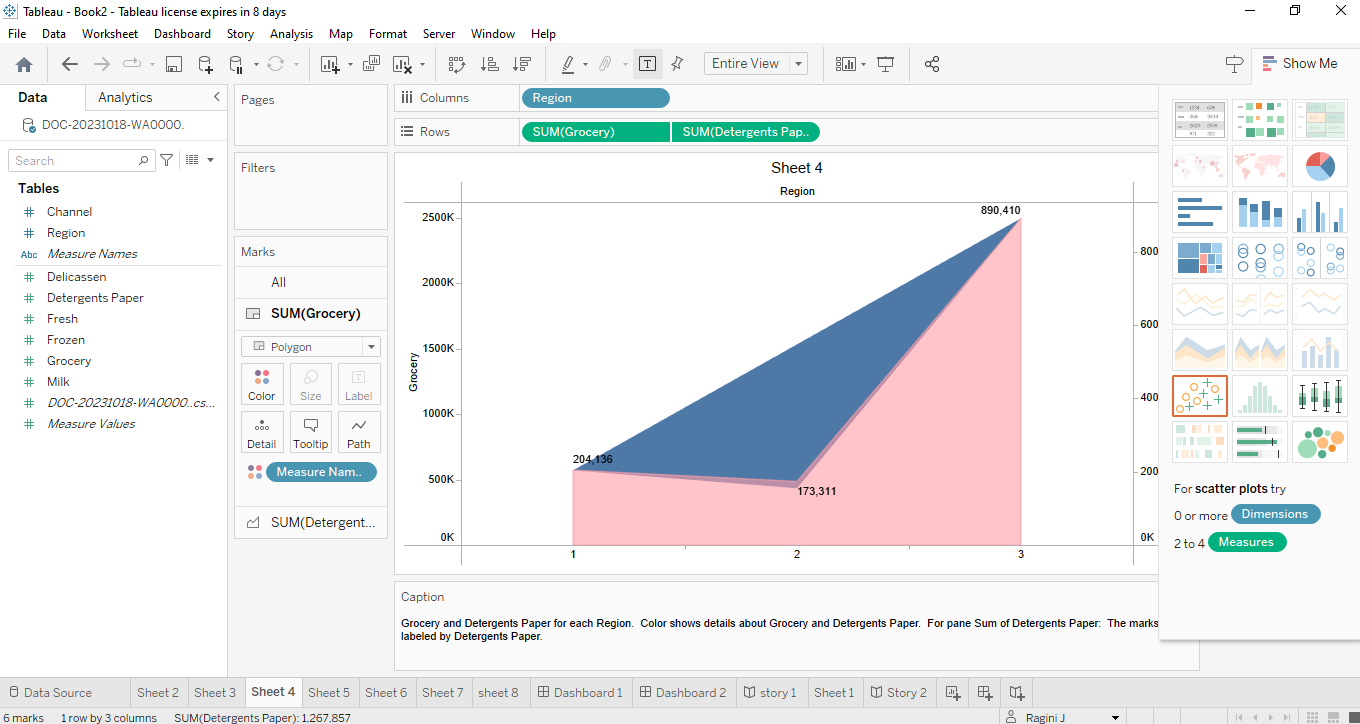 Tableau - Book2 - Tableau license expires in 8 days
File Data Worksheet Dashboard Story Analysis Map Format Server Window Help
Entire View
Show Me
Data Analytics
DOC-20231018-WA0000.
Search
Tables
Channel
Region
Abc Measure Names
Delicassen
Detergents Paper
Fresh
Frozen
Grocery
Milk
DOC-20231018-WA0000..cs...
Measure Values
Pages
Filters
Marks
All
SUM(Grocery)
Polygon
Color Size Label
Detail Tooltip Path
Measure Nam..
SUM(Detergent...
Columns Region
Rows SUM(Grocery) SUM(Detergents Pap..
Sheet 4
Region
2500K
2000K
1500K
1000K
500K
0K
Grocery
890,410
204,136
173,311
1 2 3
800
600
400
200
0K
Caption
Grocery and Detergents Paper for each Region. Color shows details about Grocery and Detergents Paper. For pane Sum of Detergents Paper: The marks
labeled by Detergents Paper.
For scatter plots try
0 or more Dimensions
2 to 4 Measures
Data Source Sheet 2 Sheet 3 Sheet 4 Sheet 5 Sheet 6 Sheet 7 sheet 8 Dashboard 1 Dashboard 2 story 1 Sheet 1 Story 2
6 marks 1 row by 3 columns SUM(Detergents Paper): 1,267,857 Ragini J